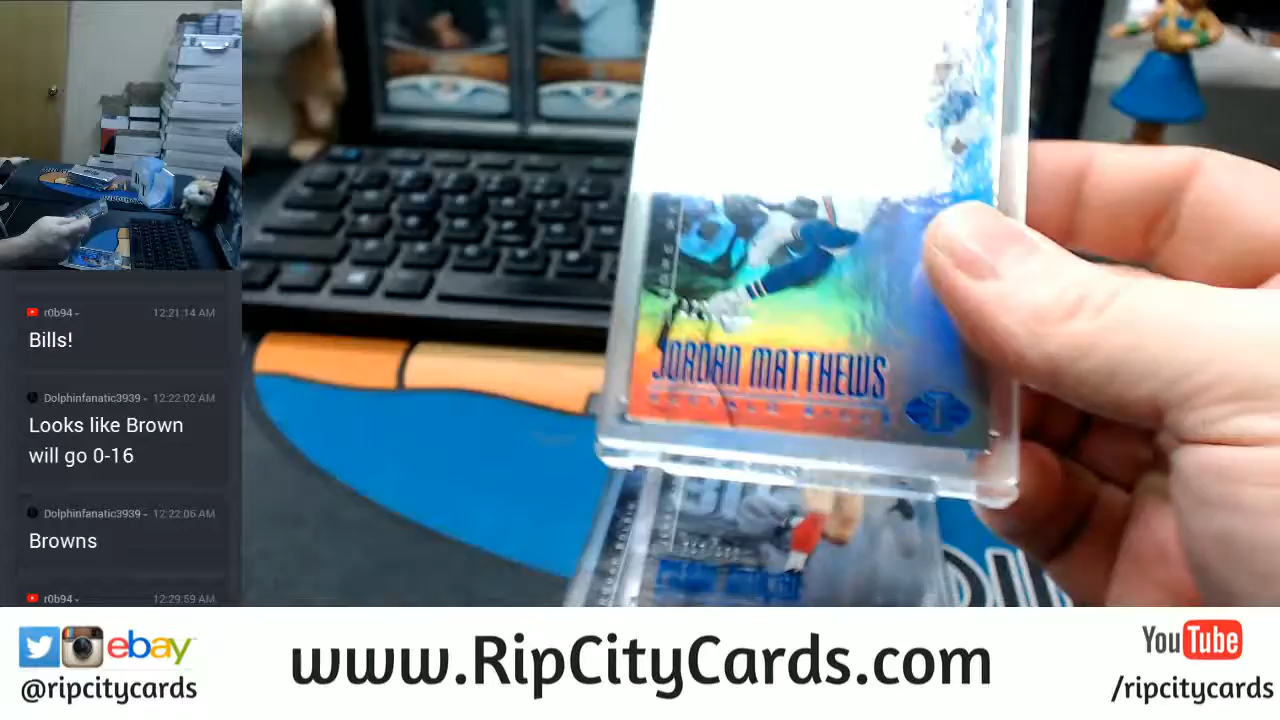 r0b94 12:21:14 AM
Bills!
Dolphinfanatic3939 - 12:22:02 AM
Looks like Brown
will go 0-16
Dolphinfanatic3939 - 12:22:06 AM
Browns
r0b94 12:29:59 AM
JORDAN MATTHEWS
BUFFALO BILLS
ebay
@ripcitycards
www.RipCityCards.com
YouTube
/ripcitycards